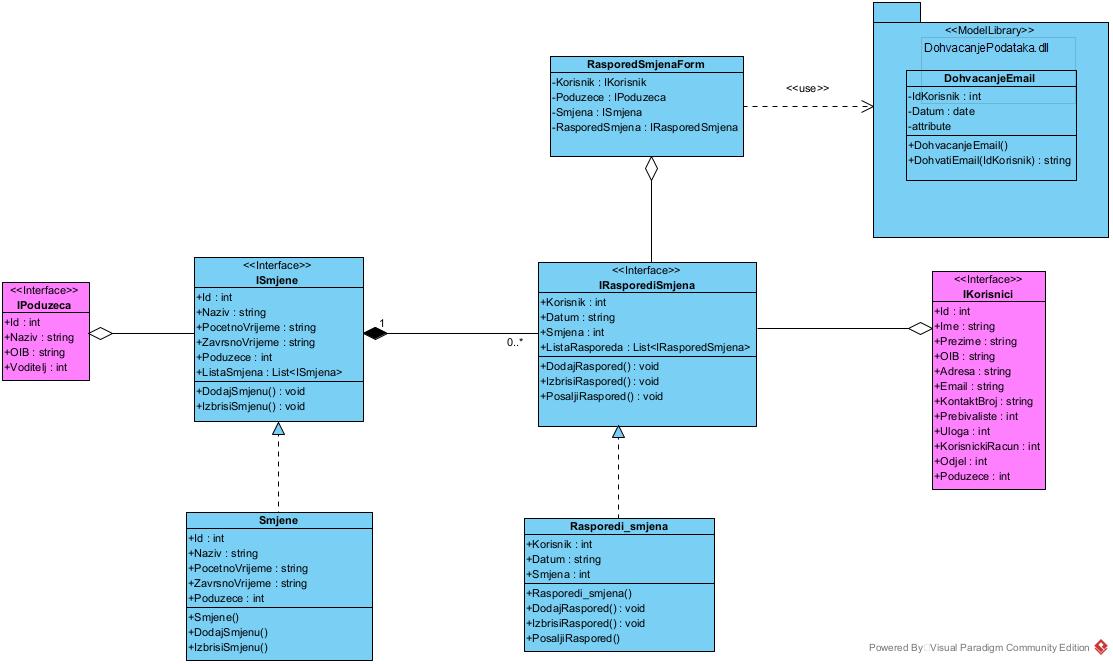 <<ModelLibrary>>
DohvacanjePodataka.dll
DohvacanjeEmail
-IdKorisnik : int
-Datum : date
-attribute
+DohvacanjeEmail()
+DohvatiEmail(IdKorisnik) : string
RasporedSmjenaForm
-Korisnik : IKorisnik
-Poduzece : IPoduzeca
-Smjena : ISmjena
-RasporedSmjena : IRasporedSmjena
<<use>>
<<Interface>>
IPoduzeca
+Id : int
+Naziv : string
+OIB : string
+Voditelj : int
<<Interface>>
ISmjene
+Id : int
+Naziv : string
+PocetnoVrijeme : string
+ZavrsnoVrijeme : string
+Poduzece : int
+ListaSmjena : List<ISmjena>
+DodajSmjenu() : void
+IzbrisiSmjenu() : void
1
0..*
<<Interface>>
IRasporediSmjena
+Korisnik : int
+Datum : string
+Smjena : int
+ListaRasporeda : List<IRasporedSmjena>
+DodajRaspored() : void
+IzbrisiRaspored() : void
+PosaljiRaspored() : void
<<Interface>>
IKorisnici
+Id : int
+Ime : string
+Prezime : string
+OIB : string
+Adresa : string
+Email : string
+KontaktBroj : string
+Prebivaliste : int
+Uloga : int
+KorisnickiRacun : int
+Odjel : int
+Poduzece : int
Smjene
+Id : int
+Naziv : string
+PocetnoVrijeme : string
+ZavrsnoVrijeme : string
+Poduzece : int
+Smjene()
+DodajSmjenu()
+IzbrisiSmjenu()
Rasporedi_smjena
+Korisnik : int
+Datum : string
+Smjena : int
+Rasporedi_smjena()
+DodajRaspored() : void
+IzbrisiRaspored() : void
+PosaljiRaspored()
Powered By Visual Paradigm Community Edition